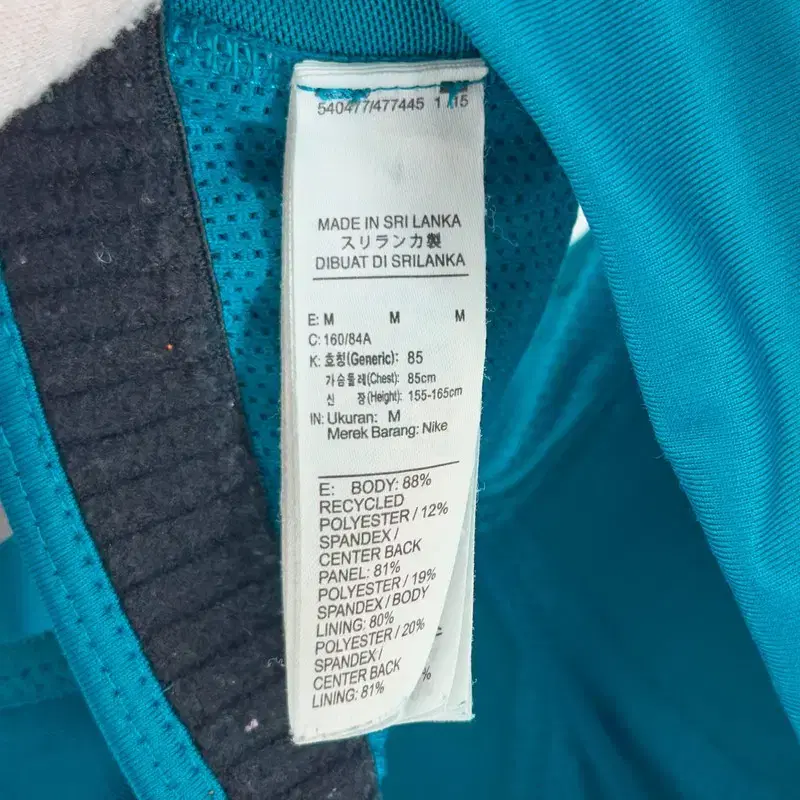 540477/477445 1 15
MADE IN SRI LANKA
スリランカ製
DIBUAT DI SRILANKA
E: M M M
C: 160/84A
K: 호칭(Generic): 85
가슴둘레(Chest): 85cm
신 장(Height): 155-165cm
IN: Ukuran: M
Merek Barang: Nike
E: BODY: 88%
RECYCLED
POLYESTER / 12%
SPANDEX /
CENTER BACK
PANEL: 81%
POLYESTER / 19%
SPANDEX / BODY
LINING: 80%
POLYESTER / 20%
SPANDEX /
CENTER BACK
LINING: 81%